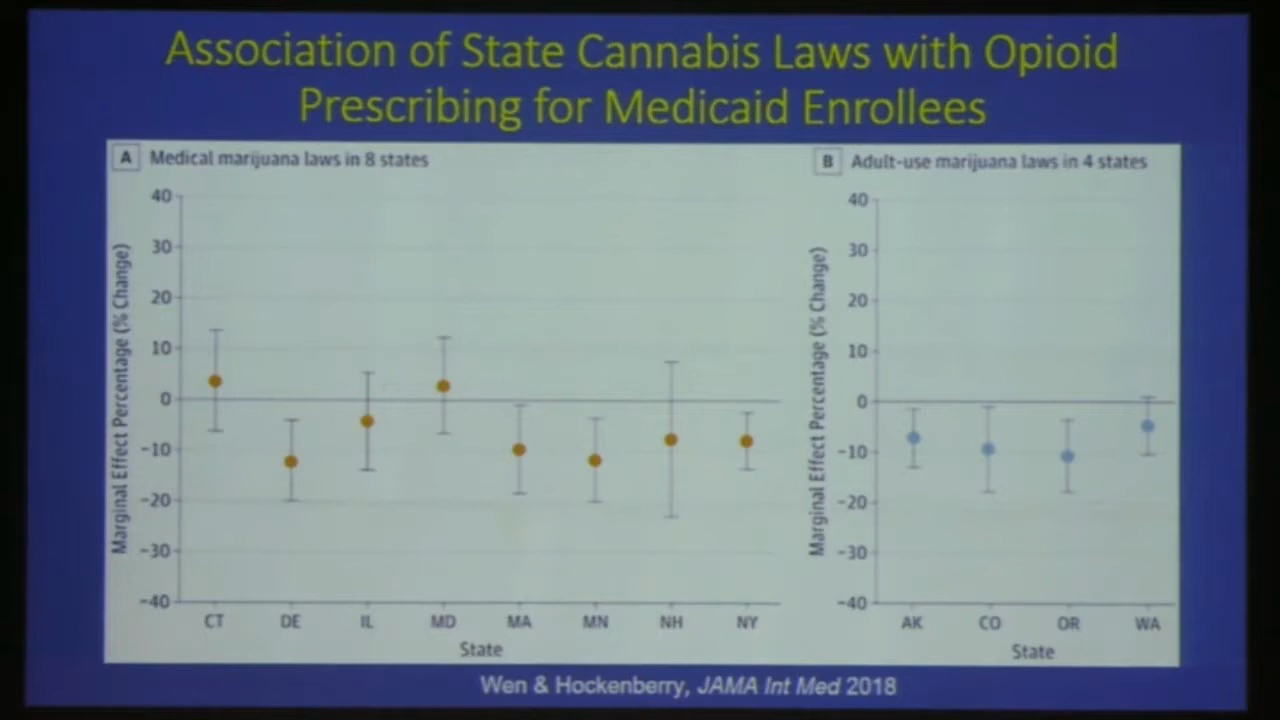 Association of State Cannabis Laws with Opioid
Prescribing for Medicaid Enrollees
A Medical marijuana laws in 8 states
Marginal Effect Percentage (% Change)
40
30
20
10
0
−10
−20
−30
−40
CT DE IL MD MA MN NH NY
State
B Adult-use marijuana laws in 4 states
Marginal Effect Percentage (% Change)
40
30
20
10
0
−10
−20
−30
−40
AK CO OR WA
State
Wen & Hockenberry, JAMA Int Med 2018